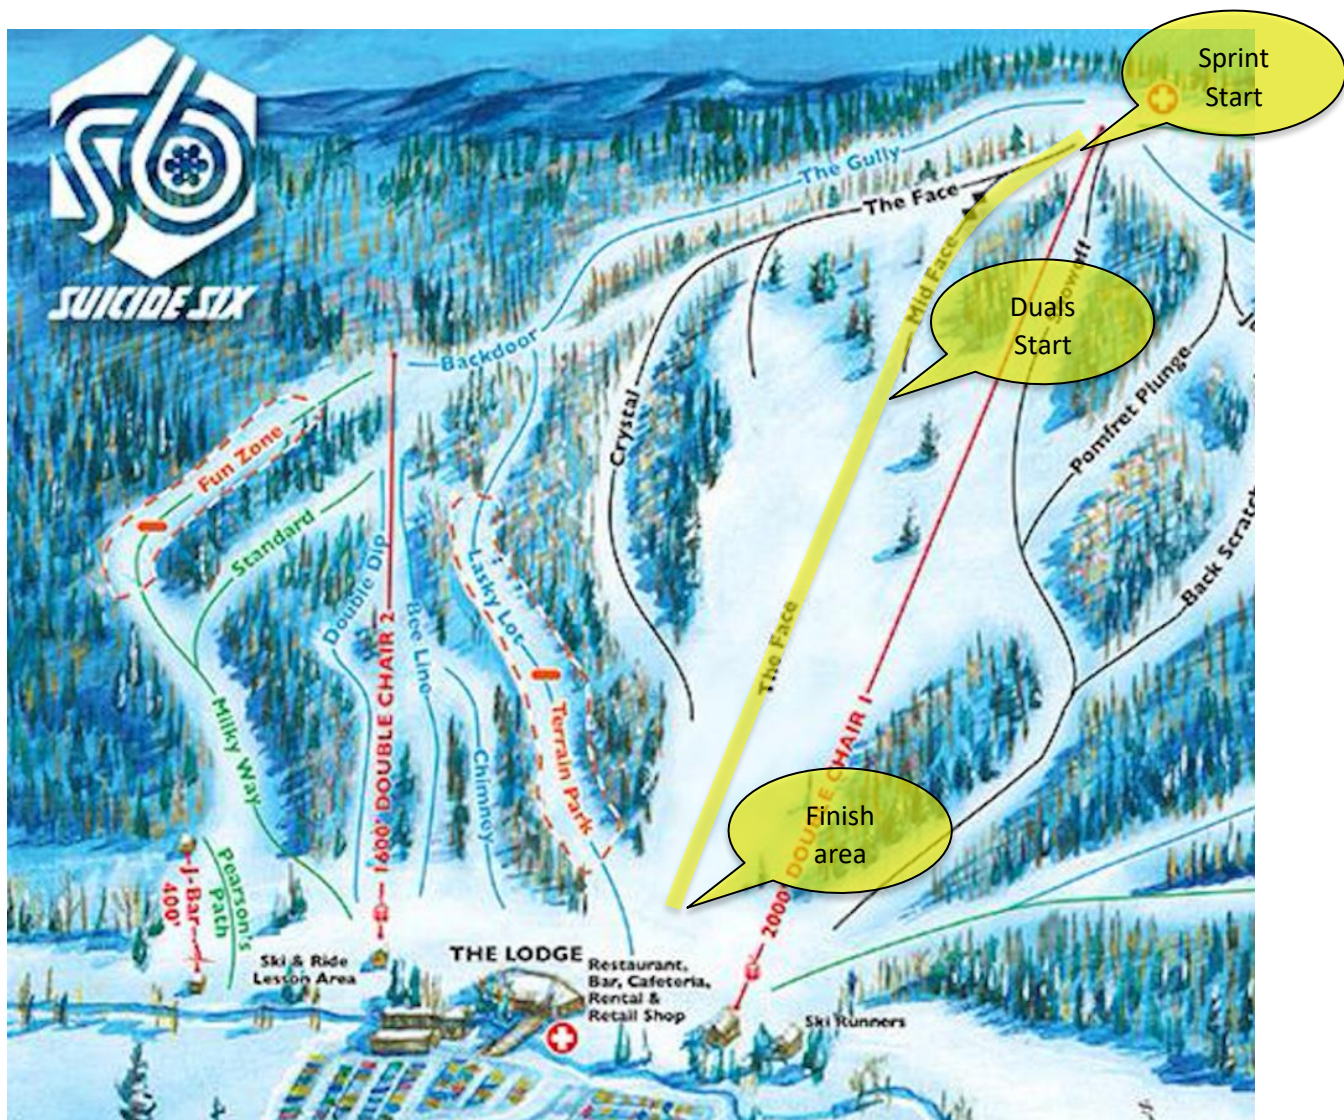 Sprint
Start
SUICIDE SIX
The Gully
The Face
Mid Face
Duals
Start
Backdoor
Fun Zone
Standard
Crystal
Pomfret Plunge
Back Scratch
Double Dip
Bee Line
Lasky Lot
The Face
Milky Way
1600' DOUBLE CHAIR 2
Chimney
Terrain Park
Finish
area
2000' DOUBLE CHAIR 1
J-Bar
400'
Pearson's
Path
Ski & Ride
Lesson Area
THE LODGE
Restaurant,
Bar, Cafeteria,
Rental &
Retail Shop
Ski Runners